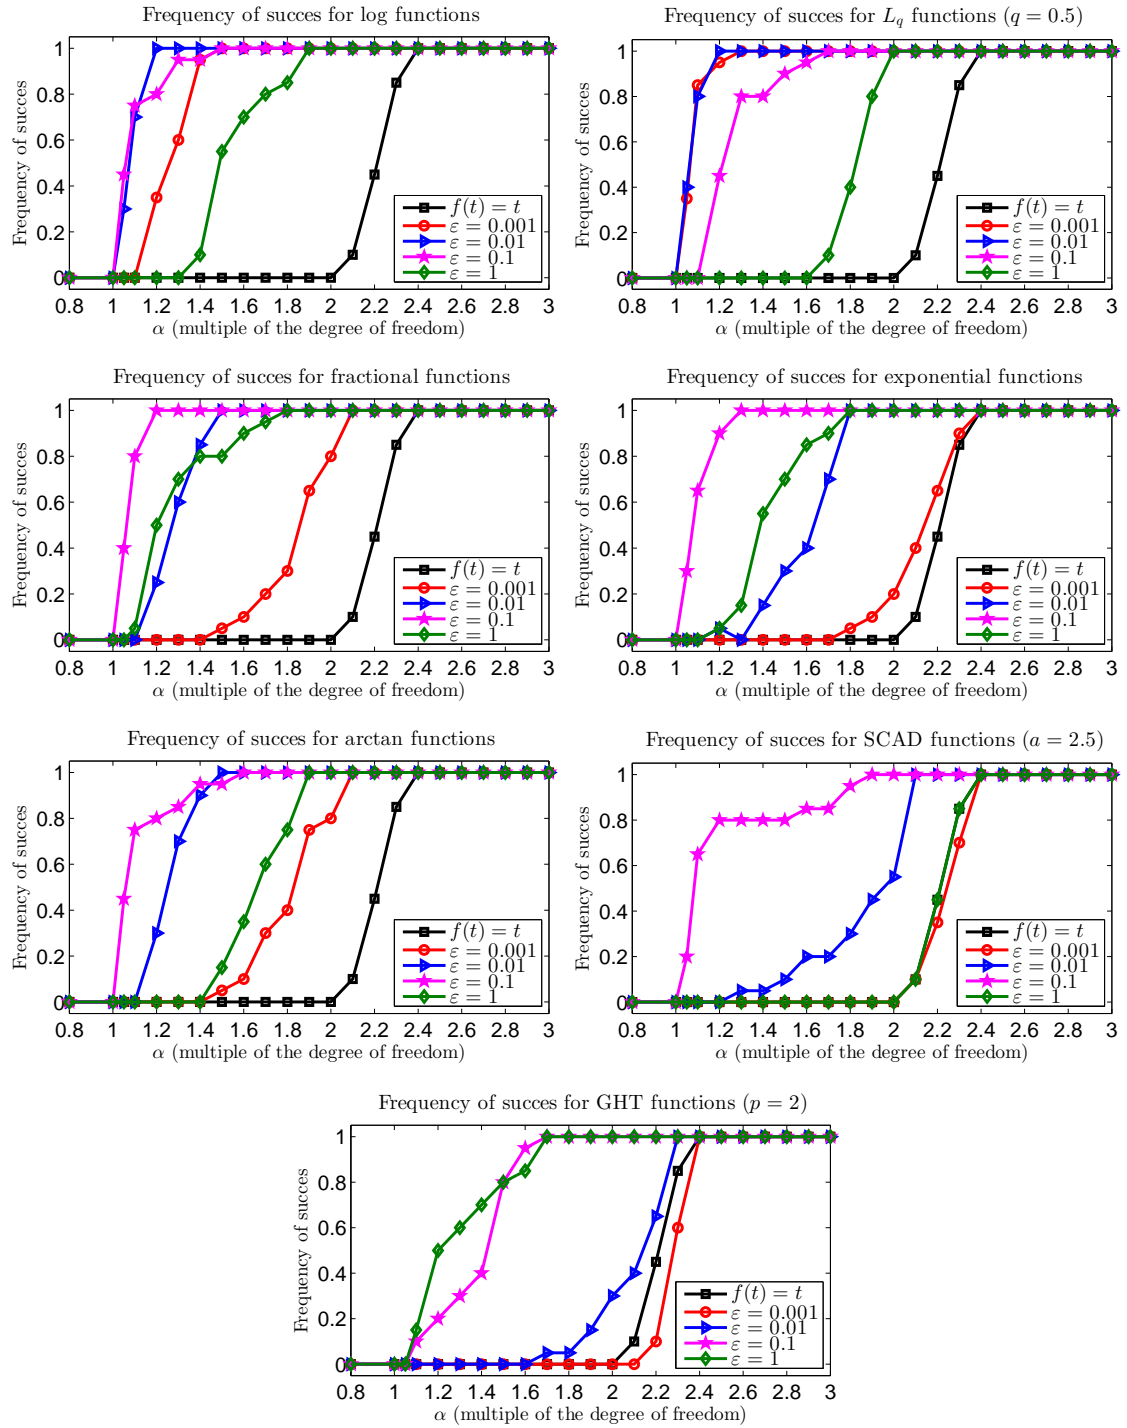 Frequency of succes for log functions
Frequency of succes
1
0.8
0.6
0.4
0.2
0
0.8 1 1.2 1.4 1.6 1.8 2 2.2 2.4 2.6 2.8 3
α (multiple of the degree of freedom)
f(t) = t
ε = 0.001
ε = 0.01
ε = 0.1
ε = 1
Frequency of succes for L_q functions (q = 0.5)
Frequency of succes
1
0.8
0.6
0.4
0.2
0
0.8 1 1.2 1.4 1.6 1.8 2 2.2 2.4 2.6 2.8 3
α (multiple of the degree of freedom)
f(t) = t
ε = 0.001
ε = 0.01
ε = 0.1
ε = 1
Frequency of succes for fractional functions
Frequency of succes
1
0.8
0.6
0.4
0.2
0
0.8 1 1.2 1.4 1.6 1.8 2 2.2 2.4 2.6 2.8 3
α (multiple of the degree of freedom)
f(t) = t
ε = 0.001
ε = 0.01
ε = 0.1
ε = 1
Frequency of succes for exponential functions
Frequency of succes
1
0.8
0.6
0.4
0.2
0
0.8 1 1.2 1.4 1.6 1.8 2 2.2 2.4 2.6 2.8 3
α (multiple of the degree of freedom)
f(t) = t
ε = 0.001
ε = 0.01
ε = 0.1
ε = 1
Frequency of succes for arctan functions
Frequency of succes
1
0.8
0.6
0.4
0.2
0
0.8 1 1.2 1.4 1.6 1.8 2 2.2 2.4 2.6 2.8 3
α (multiple of the degree of freedom)
f(t) = t
ε = 0.001
ε = 0.01
ε = 0.1
ε = 1
Frequency of succes for SCAD functions (a = 2.5)
Frequency of succes
1
0.8
0.6
0.4
0.2
0
0.8 1 1.2 1.4 1.6 1.8 2 2.2 2.4 2.6 2.8 3
α (multiple of the degree of freedom)
f(t) = t
ε = 0.001
ε = 0.01
ε = 0.1
ε = 1
Frequency of succes for GHT functions (p = 2)
Frequency of succes
1
0.8
0.6
0.4
0.2
0
0.8 1 1.2 1.4 1.6 1.8 2 2.2 2.4 2.6 2.8 3
α (multiple of the degree of freedom)
f(t) = t
ε = 0.001
ε = 0.01
ε = 0.1
ε = 1